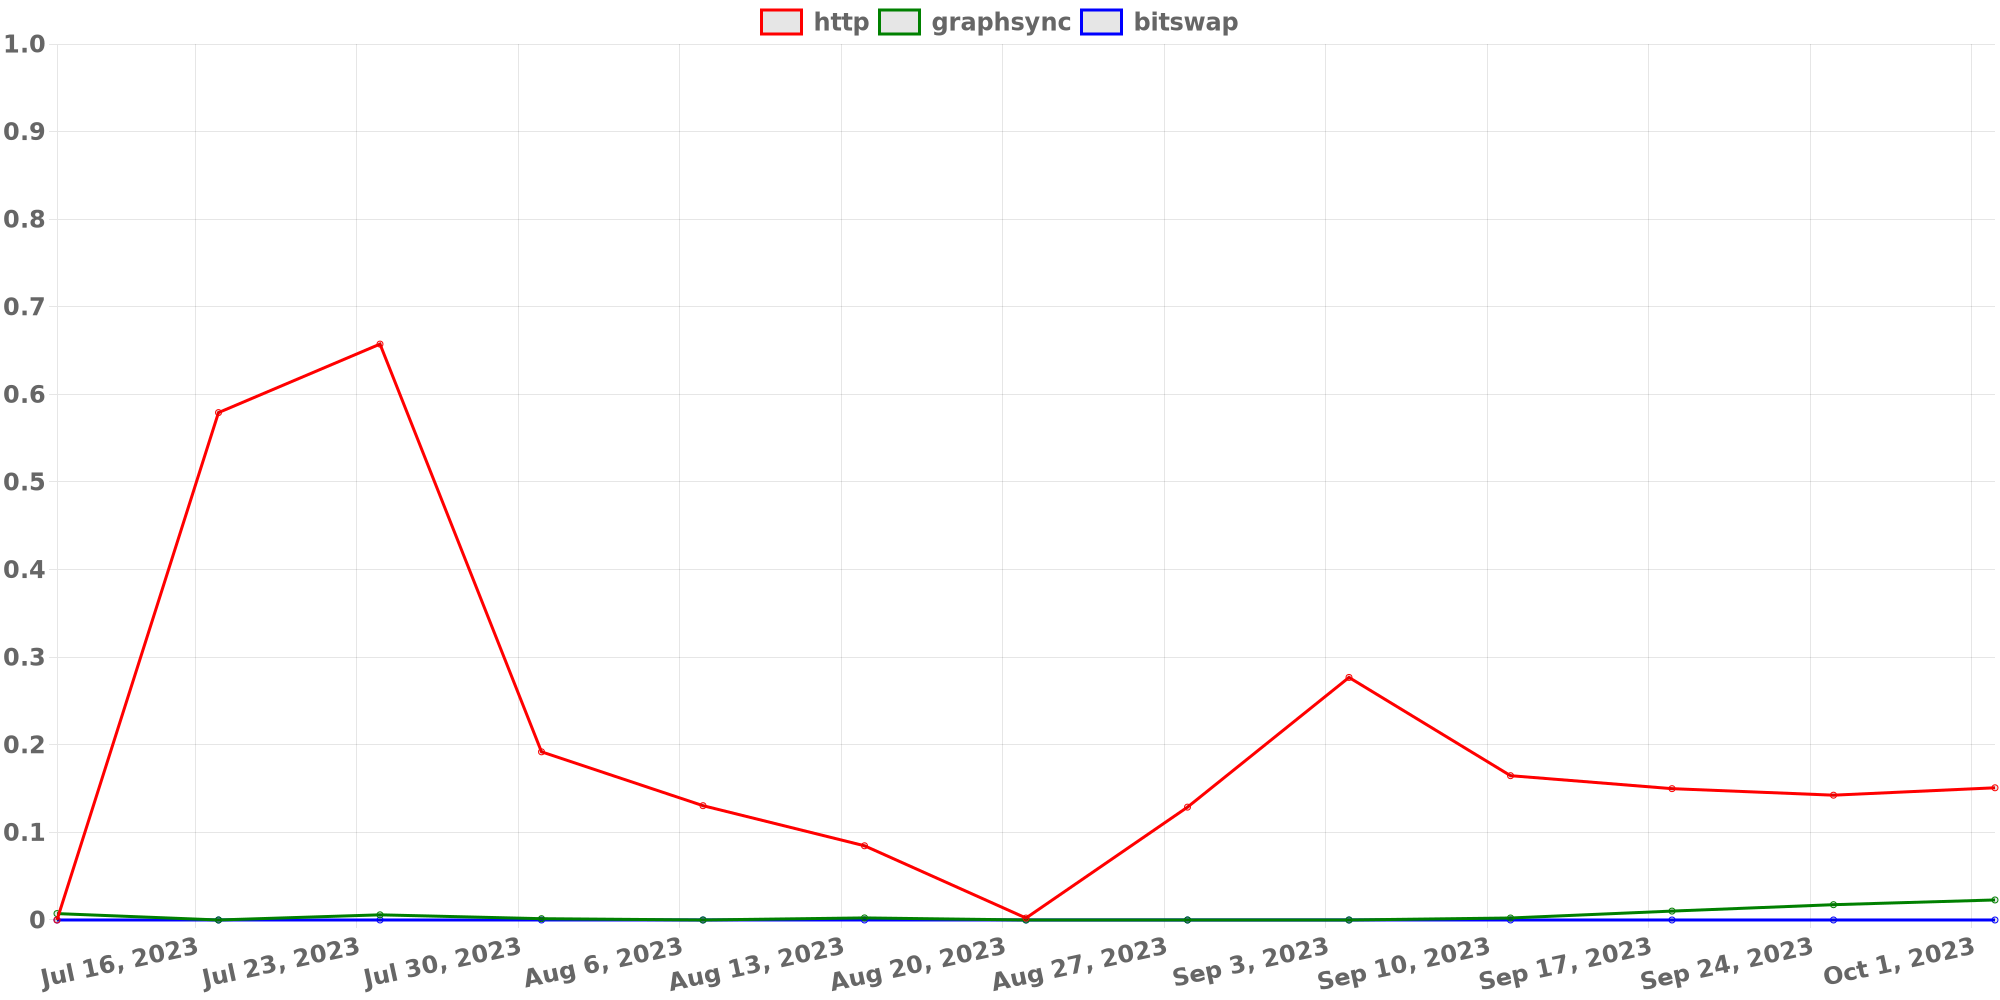 http graphsync bitswap
1.0
0.9
0.8
0.7
0.6
0.5
0.4
0.3
0.2
0.1
0
Jul 16, 2023
Jul 23, 2023
Jul 30, 2023
Aug 6, 2023
Aug 13, 2023
Aug 20, 2023
Aug 27, 2023
Sep 3, 2023
Sep 10, 2023
Sep 17, 2023
Sep 24, 2023
Oct 1, 2023